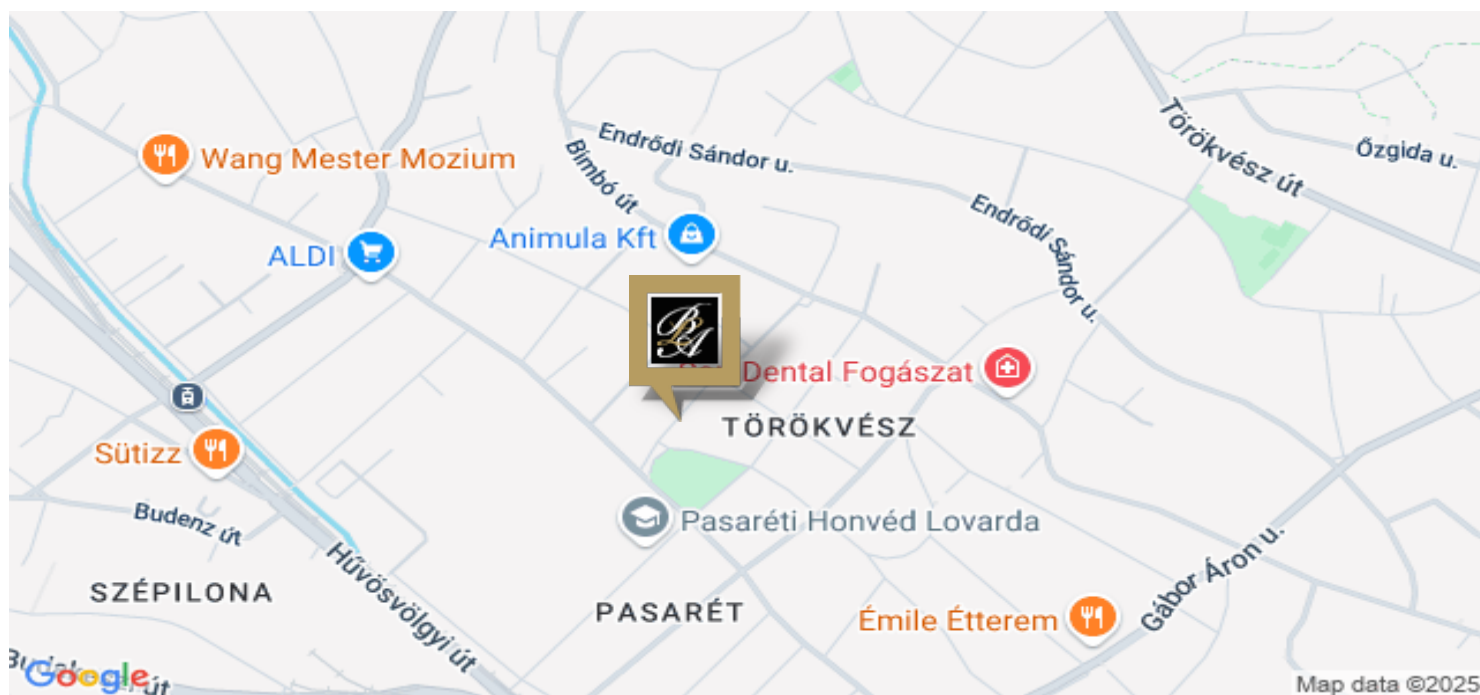 Endrődi Sándor u.
Törökvész út
Őzgida u.
Wang Mester Mozium
Bimbó út
Endrődi Sándor u.
Animula Kft
ALDI
Dental Fogászat
TÖRÖKVÉSZ
Sütizz
Budenz út
Pasaréti Honvéd Lovarda
Hűvösvölgyi út
Gábor Áron u.
SZÉPILONA
PASARÉT
Émile Étterem
Google
út
Map data ©2025